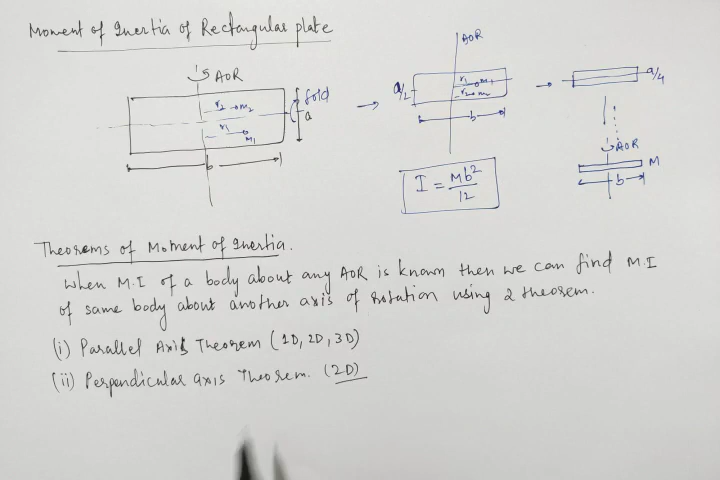 Moment of Inertia of Rectangular plate
AOR
r2 m2
r1 m1
fold
a
b
AOR
a/2
r1 m1
r2 m2
b
a/4
AOR
M
b
I = Mb²/12
Theorems of Moment of Inertia.
When M.I of a body about any AOR is known then we can find M.I
of same body about another axis of rotation using 2 theorem.
(i) Parallel Axis Theorem (1D, 2D, 3D)
(ii) Perpendicular axis Theorem. (2D)